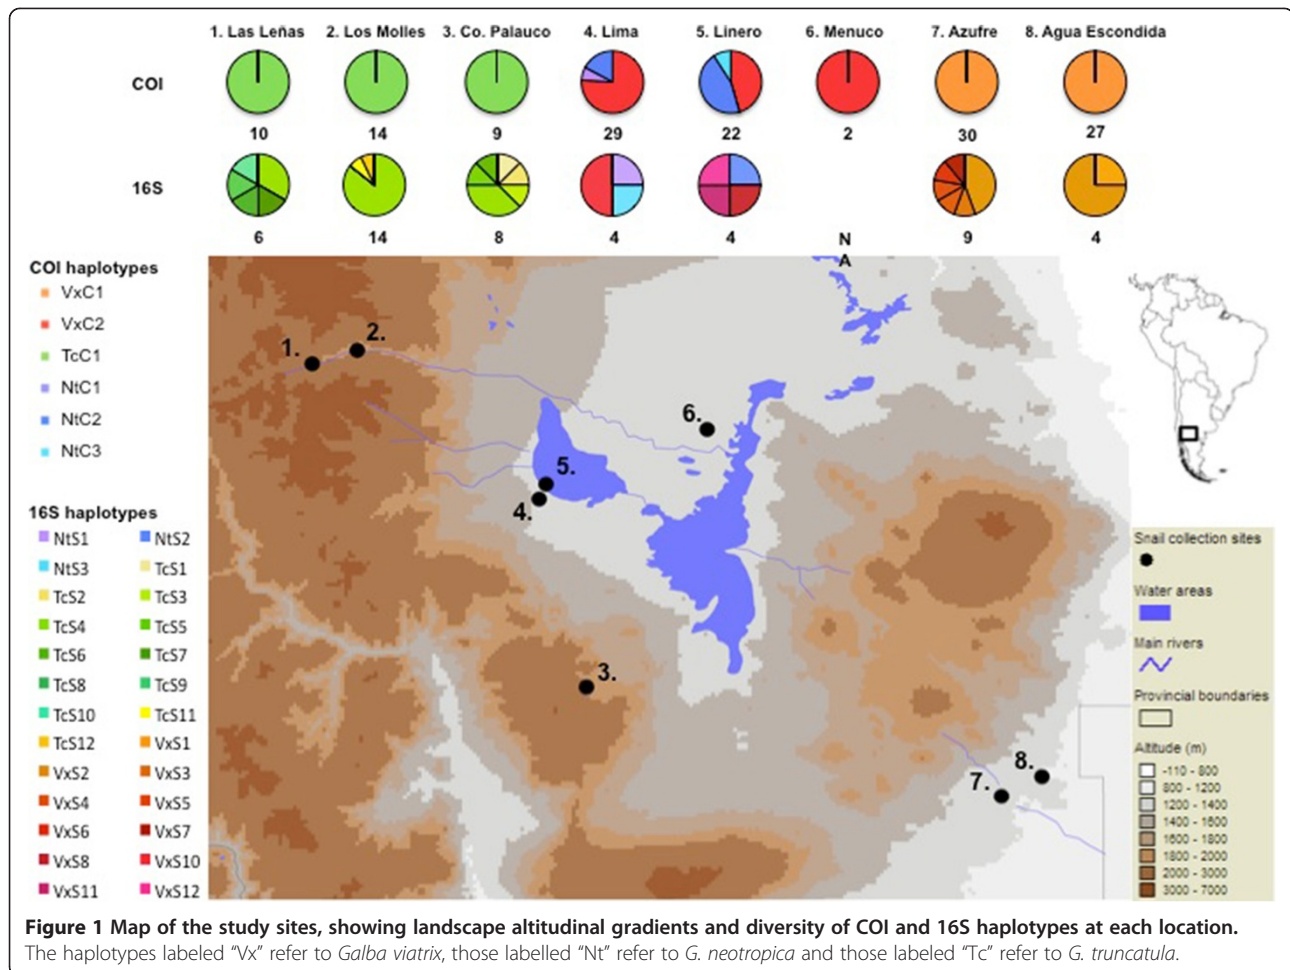 1. Las Leñas 2. Los Molles 3. Co. Palauco 4. Lima 5. Linero 6. Menuco 7. Azufre 8. Agua Escondida
COI
10 14 9 29 22 2 30 27
16S
6 14 8 4 4 N A 9 4
COI haplotypes
VxC1
VxC2
TcC1
NtC1
NtC2
NtC3
16S haplotypes
NtS1 NtS2
NtS3 TcS1
TcS2 TcS3
TcS4 TcS5
TcS6 TcS7
TcS8 TcS9
TcS10 TcS11
TcS12 VxS1
VxS2 VxS3
VxS4 VxS5
VxS6 VxS7
VxS8 VxS10
VxS11 VxS12
1.
2.
6.
5.
4.
3.
8.
7.
Snail collection sites
Water areas
Main rivers
Provincial boundaries
Altitude (m)
-110 - 800
800 - 1200
1200 - 1400
1400 - 1600
1600 - 1800
1800 - 2000
2000 - 3000
3000 - 7000
Figure 1 Map of the study sites, showing landscape altitudinal gradients and diversity of COI and 16S haplotypes at each location.
The haplotypes labeled “Vx” refer to Galba viatrix, those labelled “Nt” refer to G. neotropica and those labeled “Tc” refer to G. truncatula.